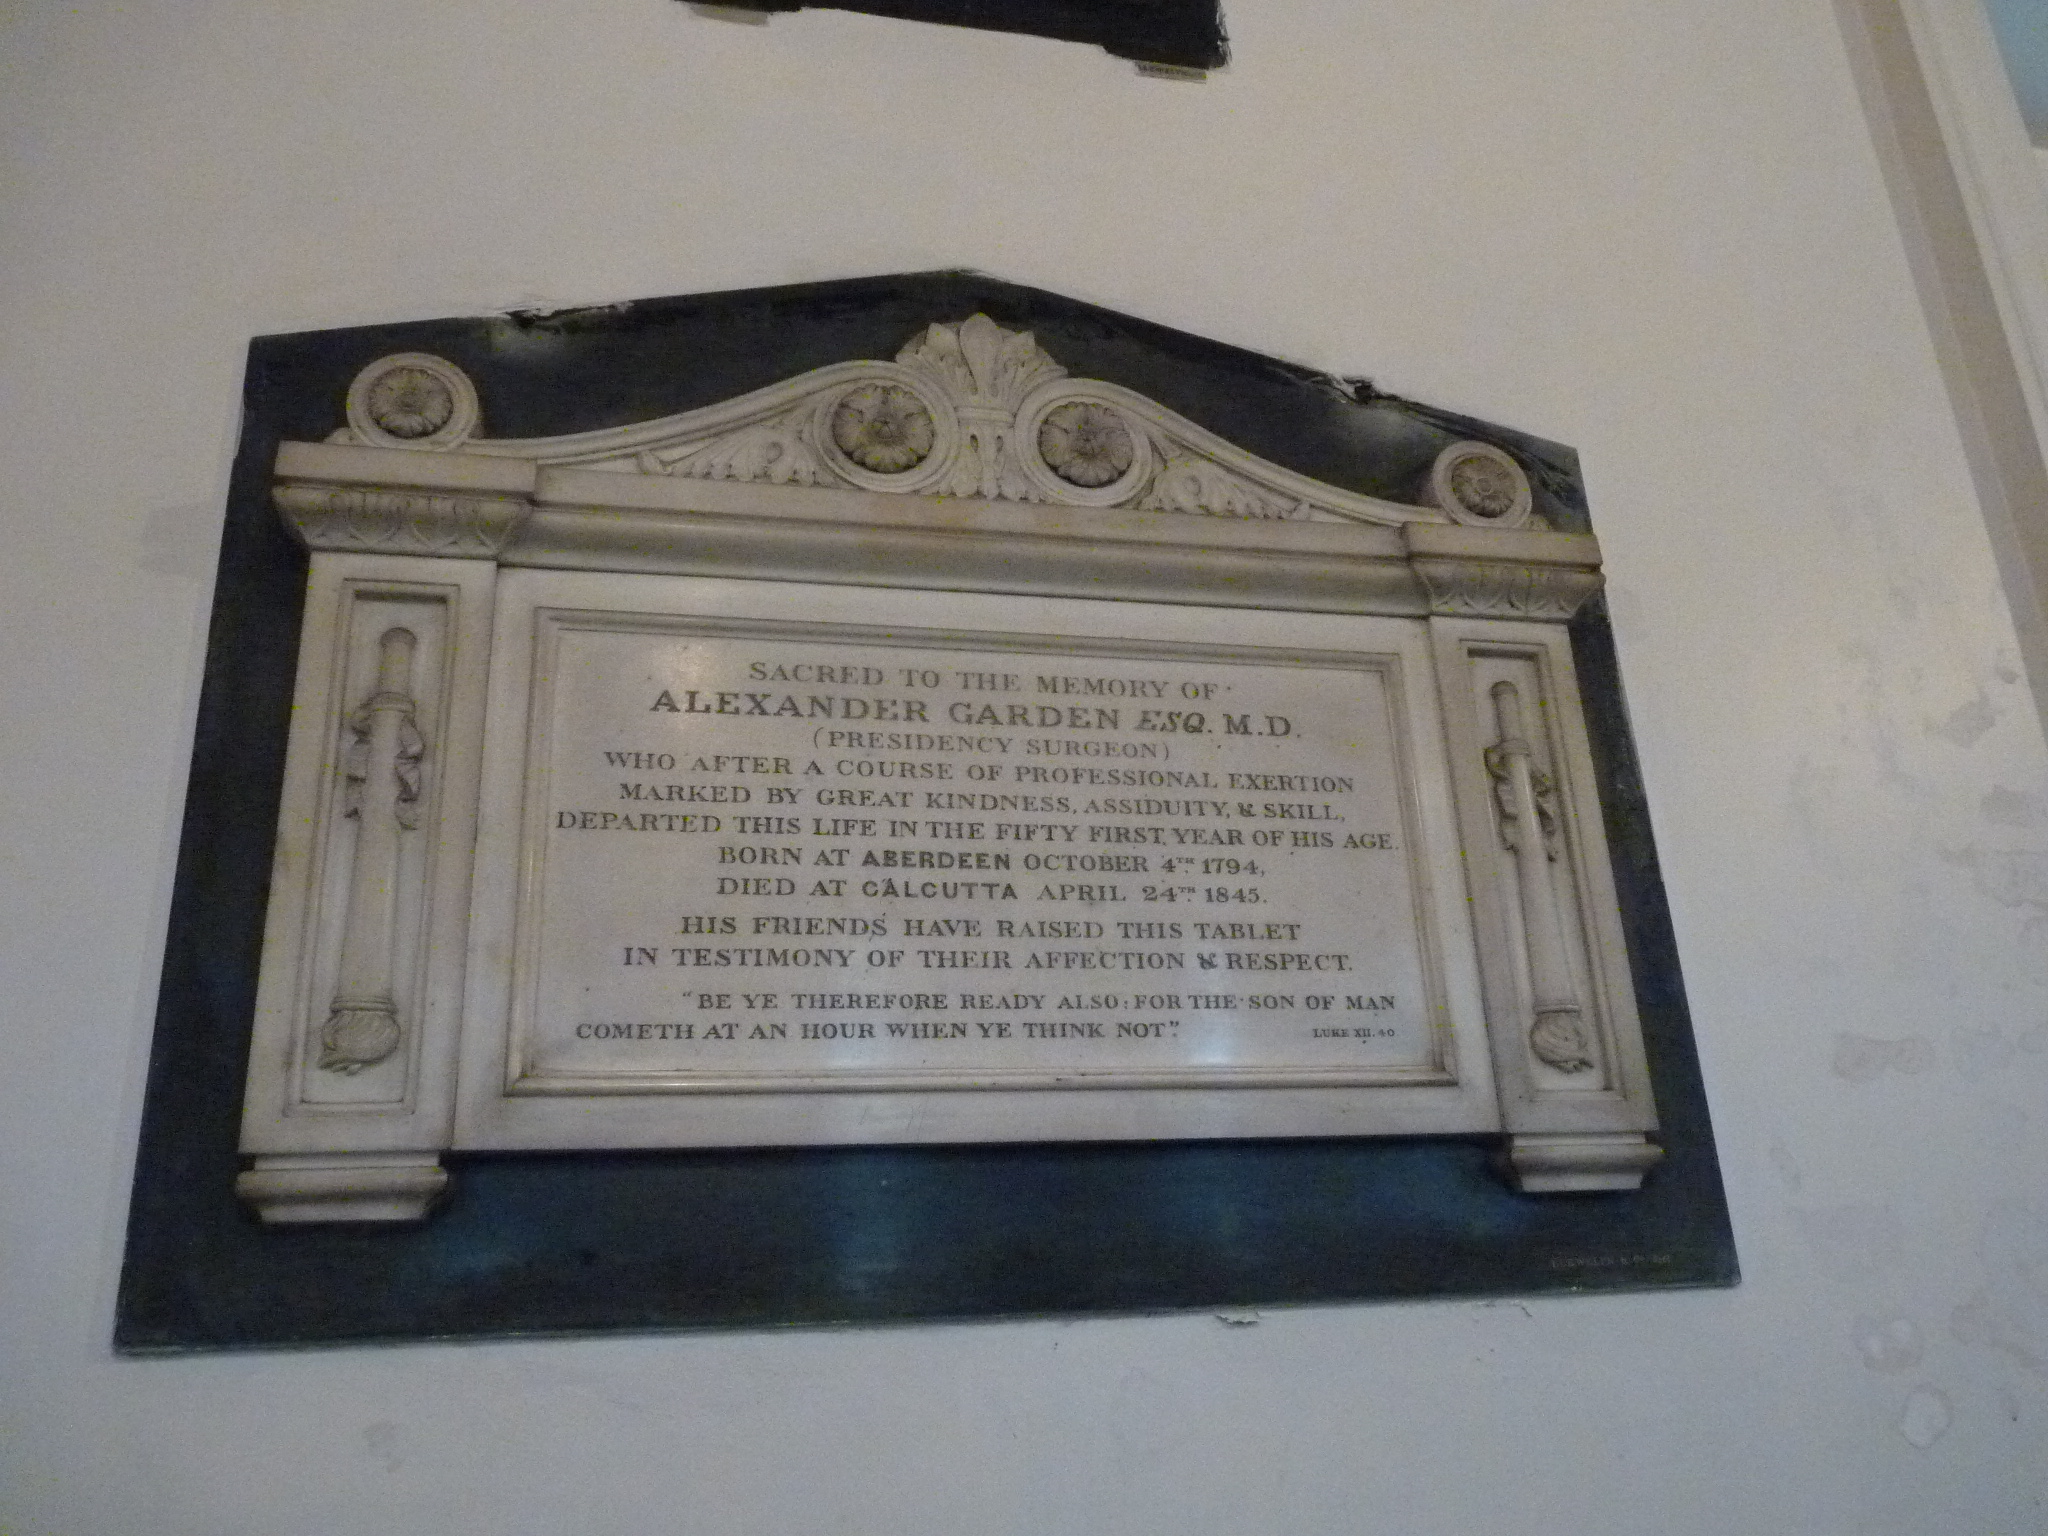 SACRED TO THE MEMORY OF
ALEXANDER GARDEN ESQ. M.D.
(PRESIDENCY SURGEON)
WHO AFTER A COURSE OF PROFESSIONAL EXERTION
MARKED BY GREAT KINDNESS, ASSIDUITY, & SKILL,
DEPARTED THIS LIFE IN THE FIFTY FIRST YEAR OF HIS AGE.
BORN AT ABERDEEN OCTOBER 4TH 1794,
DIED AT CALCUTTA APRIL 24TH 1845.
HIS FRIENDS HAVE RAISED THIS TABLET
IN TESTIMONY OF THEIR AFFECTION & RESPECT.
"BE YE THEREFORE READY ALSO: FOR THE SON OF MAN
COMETH AT AN HOUR WHEN YE THINK NOT."
LUKE XII. 40